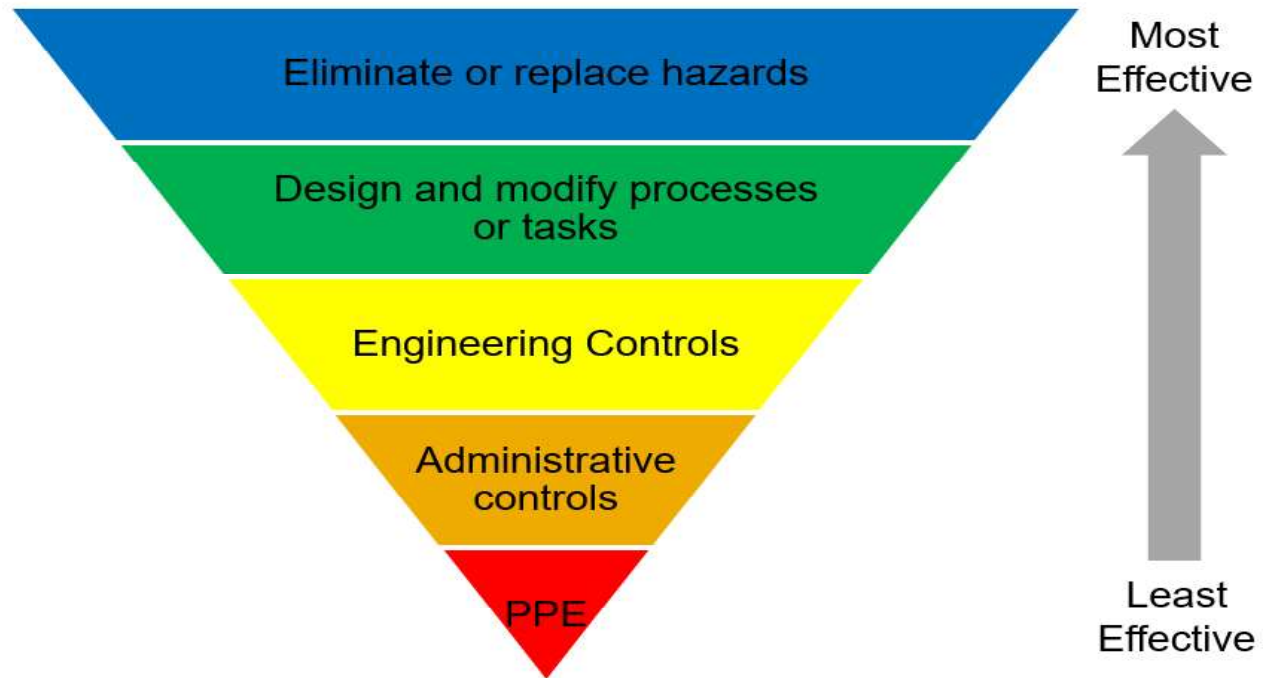 Eliminate or replace hazards
Design and modify processes
or tasks
Engineering Controls
Administrative
controls
PPE
Most
Effective
Least
Effective